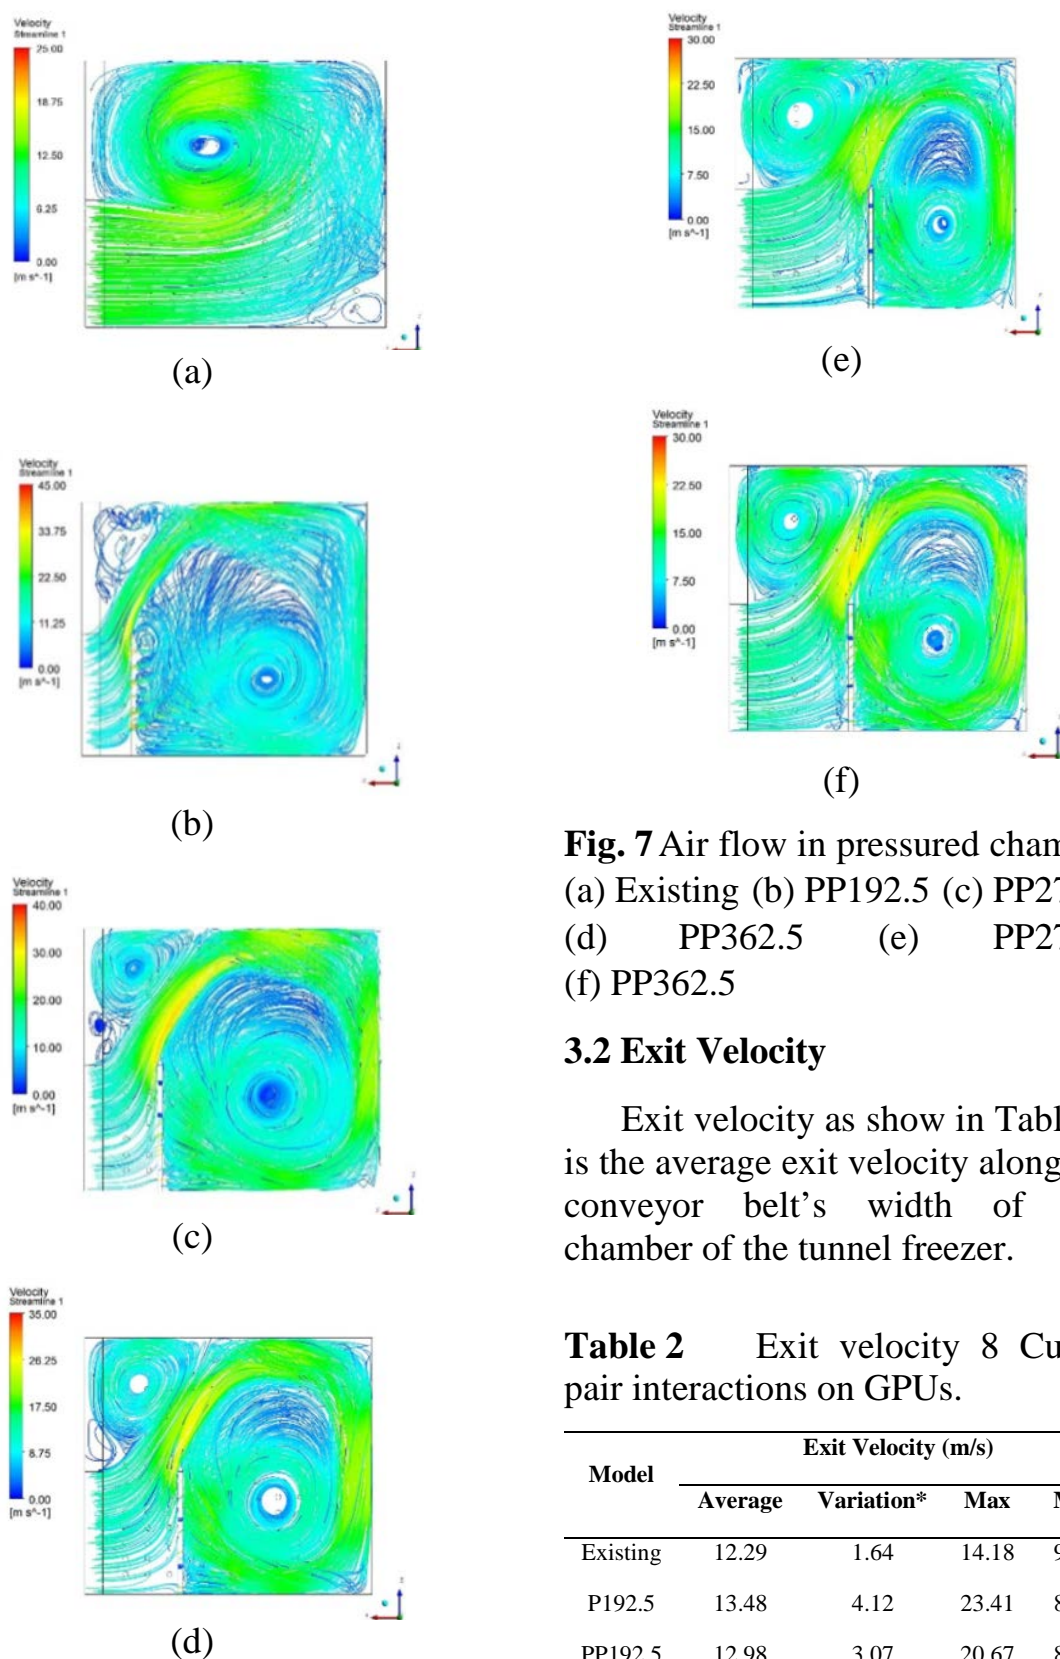 Velocity
Streamline 1
25.00
18.75
12.50
6.25
0.00
[m s^-1]
(a)
Velocity
Streamline 1
45.00
33.75
22.50
11.25
0.00
[m s^-1]
(b)
Velocity
Streamline 1
40.00
30.00
20.00
10.00
0.00
[m s^-1]
(c)
Velocity
Streamline 1
35.00
26.25
17.50
8.75
0.00
[m s^-1]
(d)
Velocity
Streamline 1
30.00
22.50
15.00
7.50
0.00
[m s^-1]
(e)
Velocity
Streamline 1
30.00
22.50
15.00
7.50
0.00
[m s^-1]
(f)
Fig. 7 Air flow in pressured cham
(a) Existing (b) PP192.5 (c) PP27
(d) PP362.5 (e) PP27
(f) PP362.5
3.2 Exit Velocity
Exit velocity as show in Tabl
is the average exit velocity along
conveyor belt’s width of
chamber of the tunnel freezer.
Table 2 Exit velocity 8 Cu
pair interactions on GPUs.
Exit Velocity (m/s)
Model
Average Variation* Max
Existing 12.29 1.64 14.18 9
P192.5 13.48 4.12 23.41 8
PP192.5 12.98 3.07 20.67 8